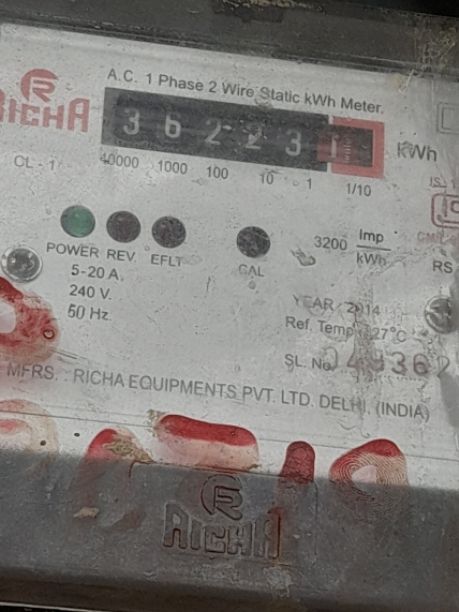 A.C. 1 Phase 2 Wire Static kWh Meter.
RICHA
3 6 2 2 3 1 kWh
CL - 1 10000 1000 100 10 1 1/10
POWER REV. EFLT CAL 3200 Imp/kWh
5-20 A. RS
240 V. YEAR 2014
50 Hz. Ref. Temp 27°C
SL. No. 049362
MFRS. : RICHA EQUIPMENTS PVT. LTD. DELHI, (INDIA)
RICHA